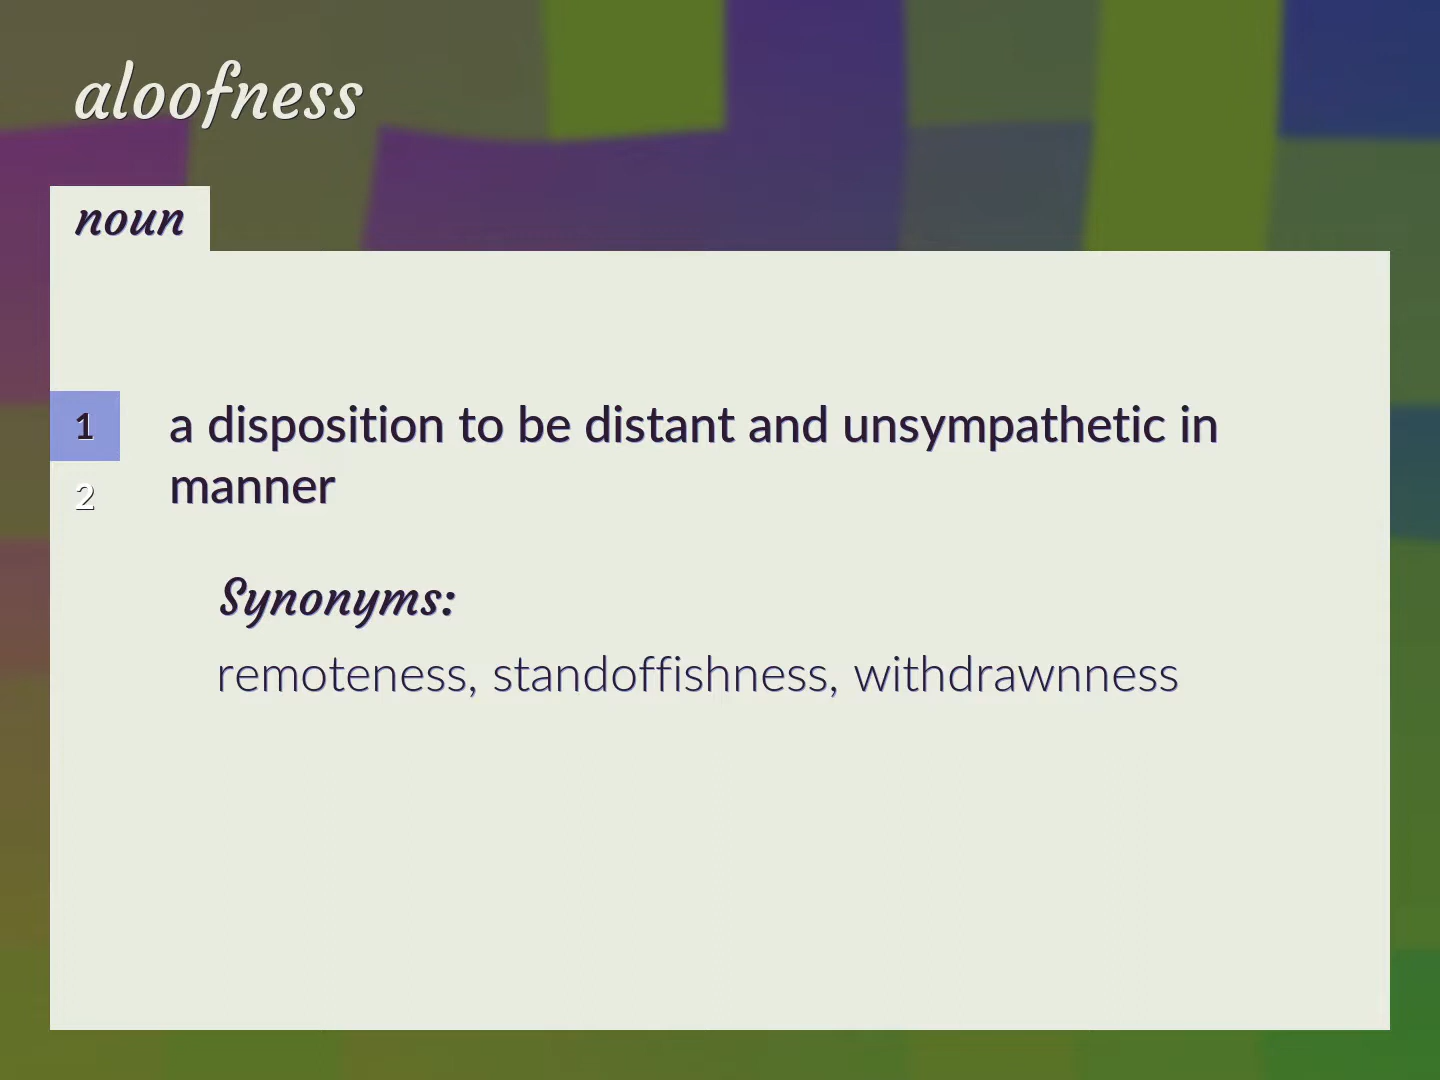 aloofness
noun
1
a disposition to be distant and unsympathetic in
manner
2
Synonyms:
remoteness, standoffishness, withdrawnness